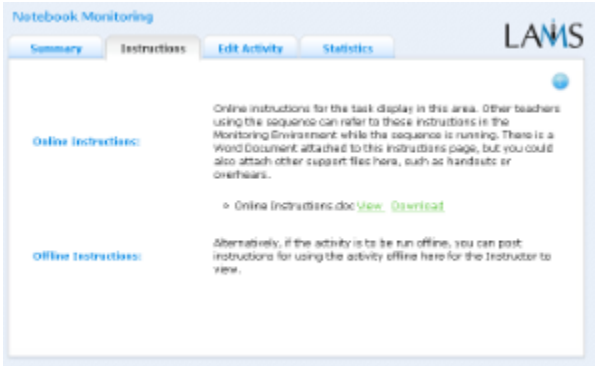 Notebook Monitoring
LAMS
Summary
Instructions
Edit Activity
Statistics
Online Instructions:
Online instructions for the task display in this area. Other teachers
using the sequence can refer to these instructions in the
Monitoring Environment while the sequence is running. There is a
Word Document attached to this instructions page, but you could
also attach other support files here, such as handouts or
overhears.
Online Instructions.doc View Download
Offline Instructions:
Alternatively, if the activity is to be run offline, you can post
instructions for using the activity offline here for the Instructor to
view.